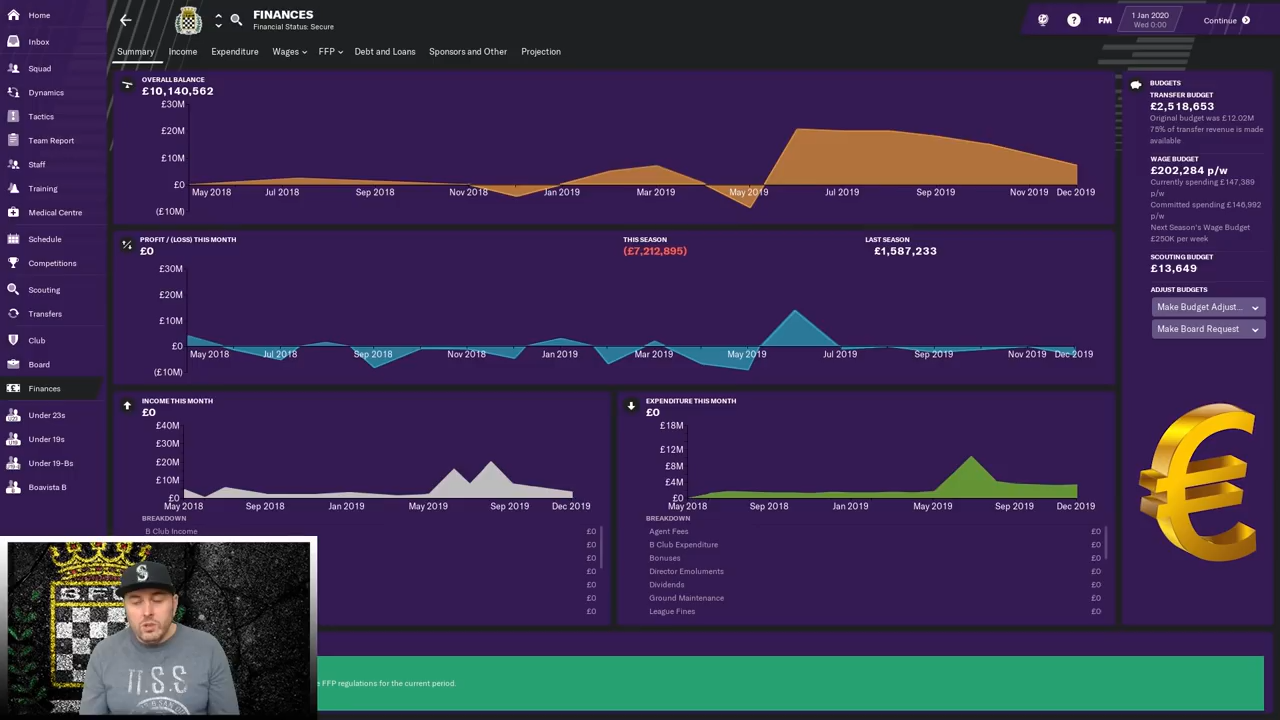 Home
Inbox
Squad
Dynamics
Tactics
Team Report
Staff
Training
Medical Centre
Schedule
Competitions
Scouting
Transfers
Club
Board
Finances
Under 23s
Under 19s
Under 19-Bs
Boavista B
FINANCES
Financial Status: Secure
FM
1 Jan 2020
Wed 0:00
Continue
Summary Income Expenditure Wages FFP Debt and Loans Sponsors and Other Projection
OVERALL BALANCE
£10,140,562
£30M
£20M
£10M
£0
(£10M)
May 2018 Jul 2018 Sep 2018 Nov 2018 Jan 2019 Mar 2019 May 2019 Jul 2019 Sep 2019 Nov 2019 Dec 2019
PROFIT / (LOSS) THIS MONTH
£0
THIS SEASON
(£7,212,895)
LAST SEASON
£1,587,233
£30M
£20M
£10M
£0
(£10M)
May 2018 Jul 2018 Sep 2018 Nov 2018 Jan 2019 Mar 2019 May 2019 Jul 2019 Sep 2019 Nov 2019 Dec 2019
INCOME THIS MONTH
£0
£40M
£30M
£20M
£10M
£0
May 2018 Sep 2018 Jan 2019 May 2019 Sep 2019 Dec 2019
BREAKDOWN
B Club Income £0
£0
£0
£0
£0
£0
£0
EXPENDITURE THIS MONTH
£0
£18M
£12M
£8M
£4M
£0
May 2018 Sep 2018 Jan 2019 May 2019 Sep 2019 Dec 2019
BREAKDOWN
Agent Fees £0
B Club Expenditure £0
Bonuses £0
Director Emoluments £0
Dividends £0
Ground Maintenance £0
League Fines £0
FFP regulations for the current period.
BUDGETS
TRANSFER BUDGET
£2,518,653
Original budget was £12.02M
75% of transfer revenue is made
available
WAGE BUDGET
£202,284 p/w
Currently spending £147,389
p/w
Committed spending £146,992
p/w
Next Season's Wage Budget
£250K per week
SCOUTING BUDGET
£13,649
ADJUST BUDGETS
Make Budget Adjust...
Make Board Request
€